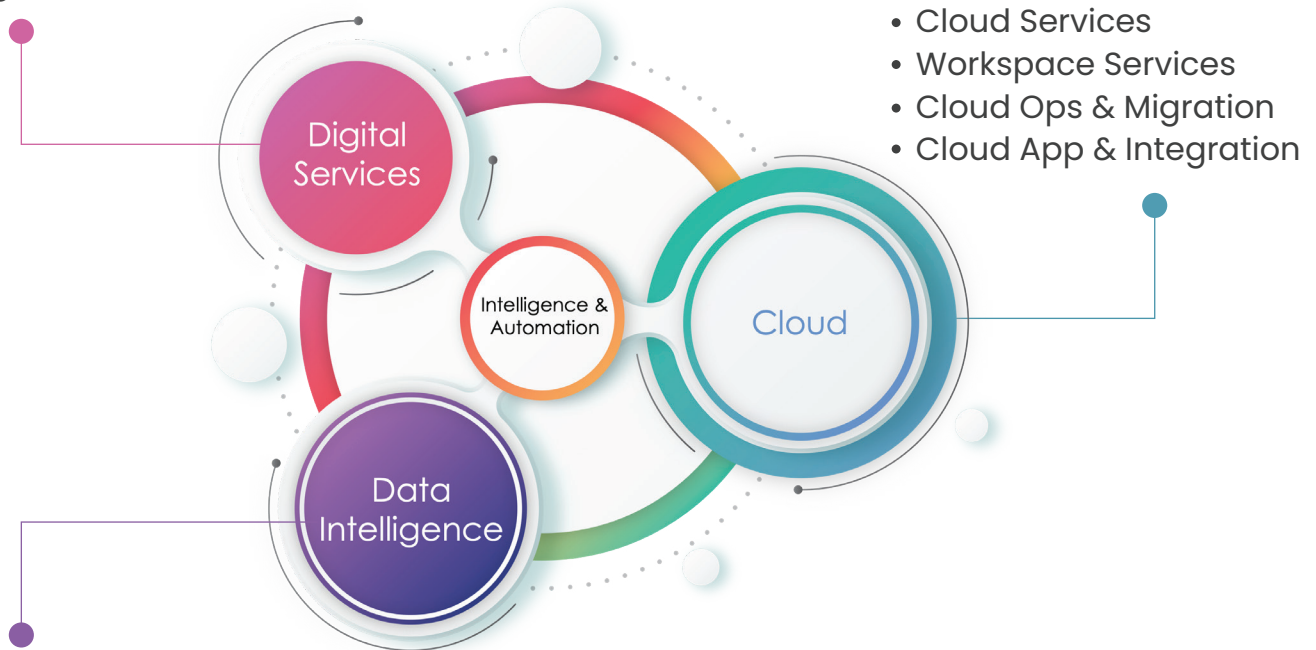 • Cloud Services
• Workspace Services
• Cloud Ops & Migration
• Cloud App & Integration
Digital
Services
Intelligence &
Automation
Cloud
Data
Intelligence